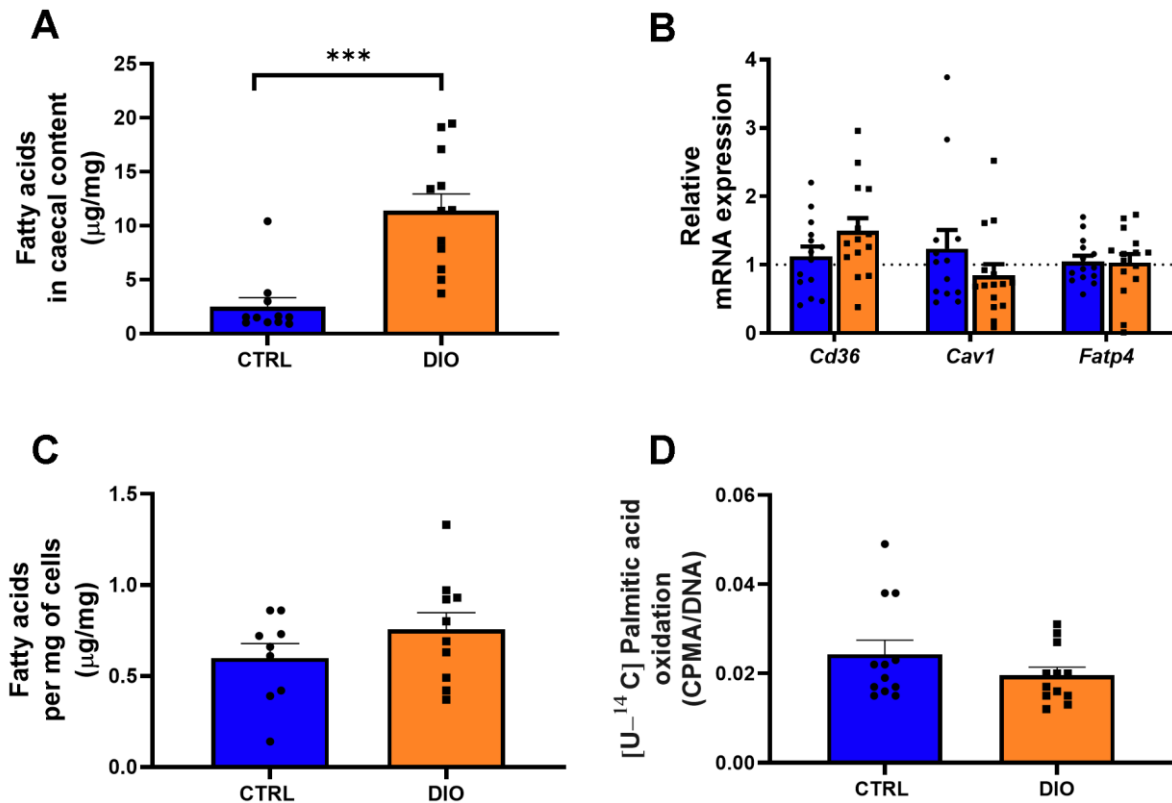 A
Fatty acids
in caecal content
(μg/mg)
25
20
15
10
5
0
***
CTRL
DIO
B
Relative
mRNA expression
4
3
2
1
0
Cd36
Cav1
Fatp4
C
Fatty acids
per mg of cells
(μg/mg)
1.5
1.0
0.5
0.0
CTRL
DIO
D
[U–¹⁴ C] Palmitic acid
oxidation
(CPMA/DNA)
0.06
0.04
0.02
0.00
CTRL
DIO